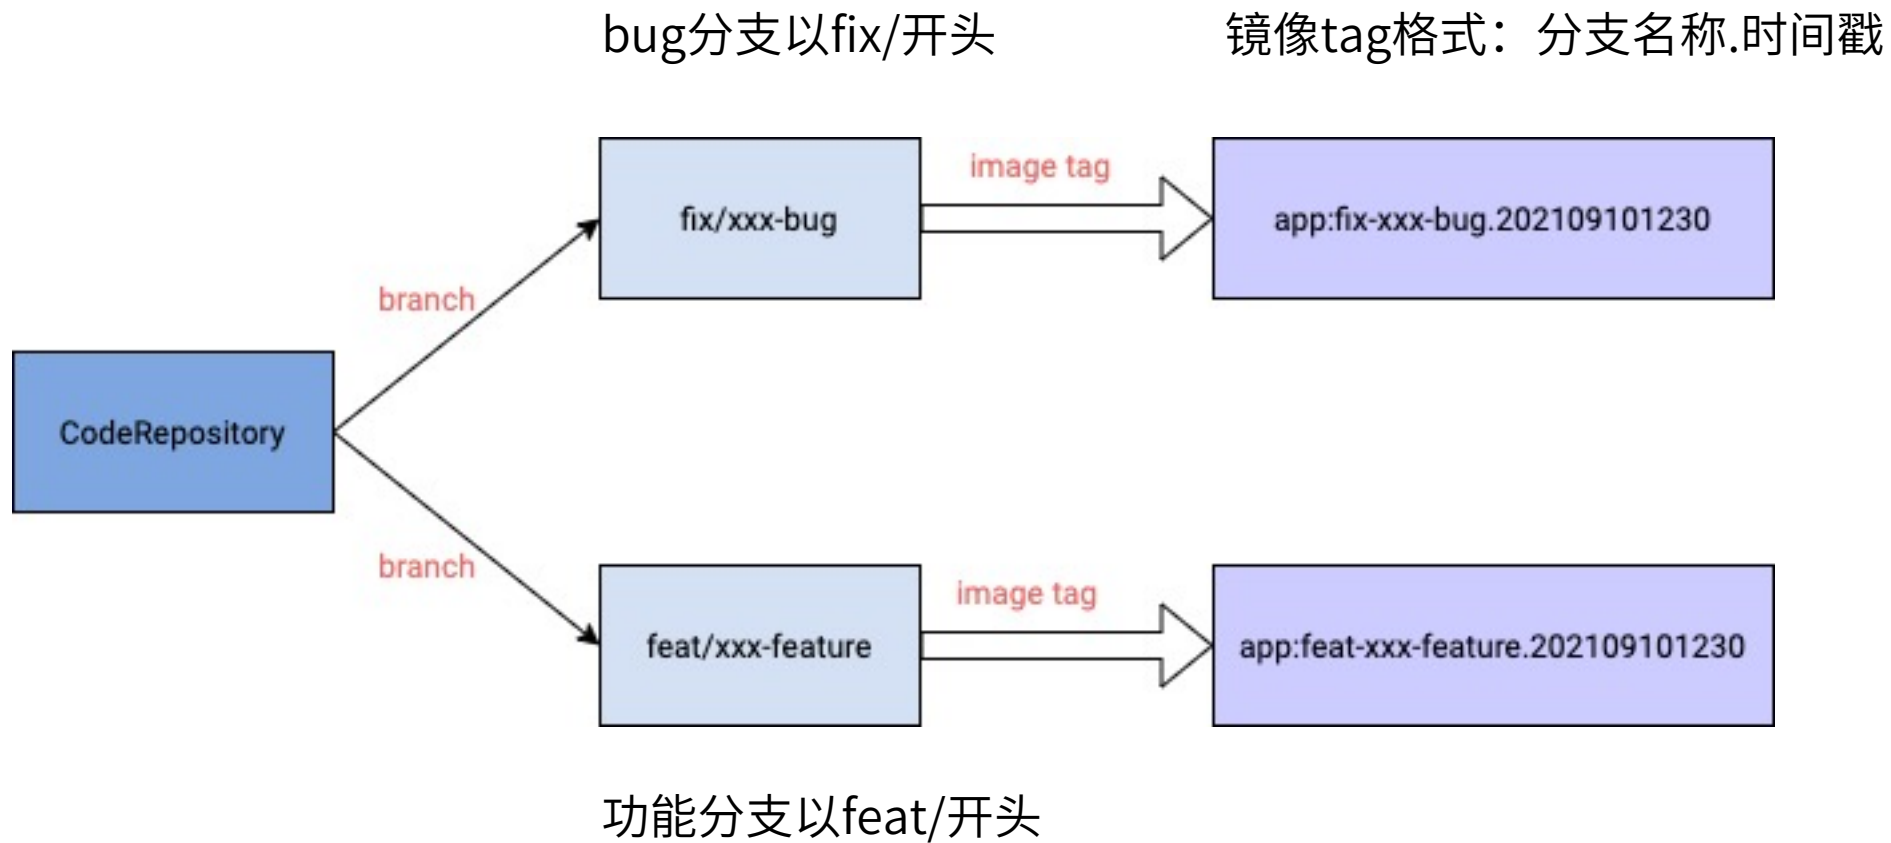 bug分支以fix/开头
镜像tag格式：分支名称.时间戳
image tag
fix/xxx-bug
app:fix-xxx-bug.202109101230
branch
CodeRepository
branch
image tag
feat/xxx-feature
app:feat-xxx-feature.202109101230
功能分支以feat/开头